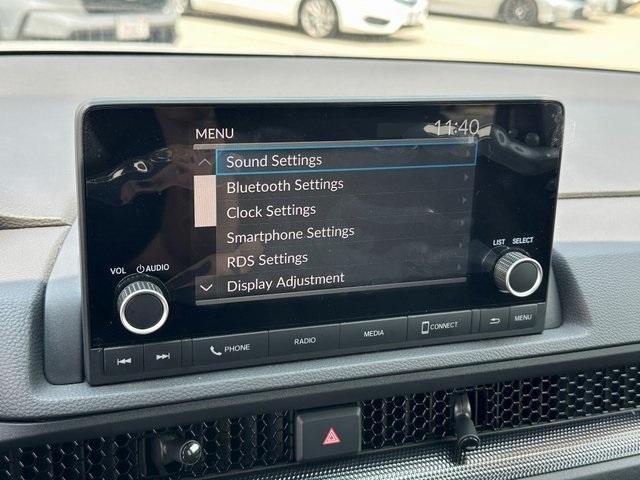 MENU 11:40
Sound Settings
Bluetooth Settings
Clock Settings
Smartphone Settings
RDS Settings
Display Adjustment
VOL AUDIO
LIST SELECT
PHONE RADIO MEDIA CONNECT MENU